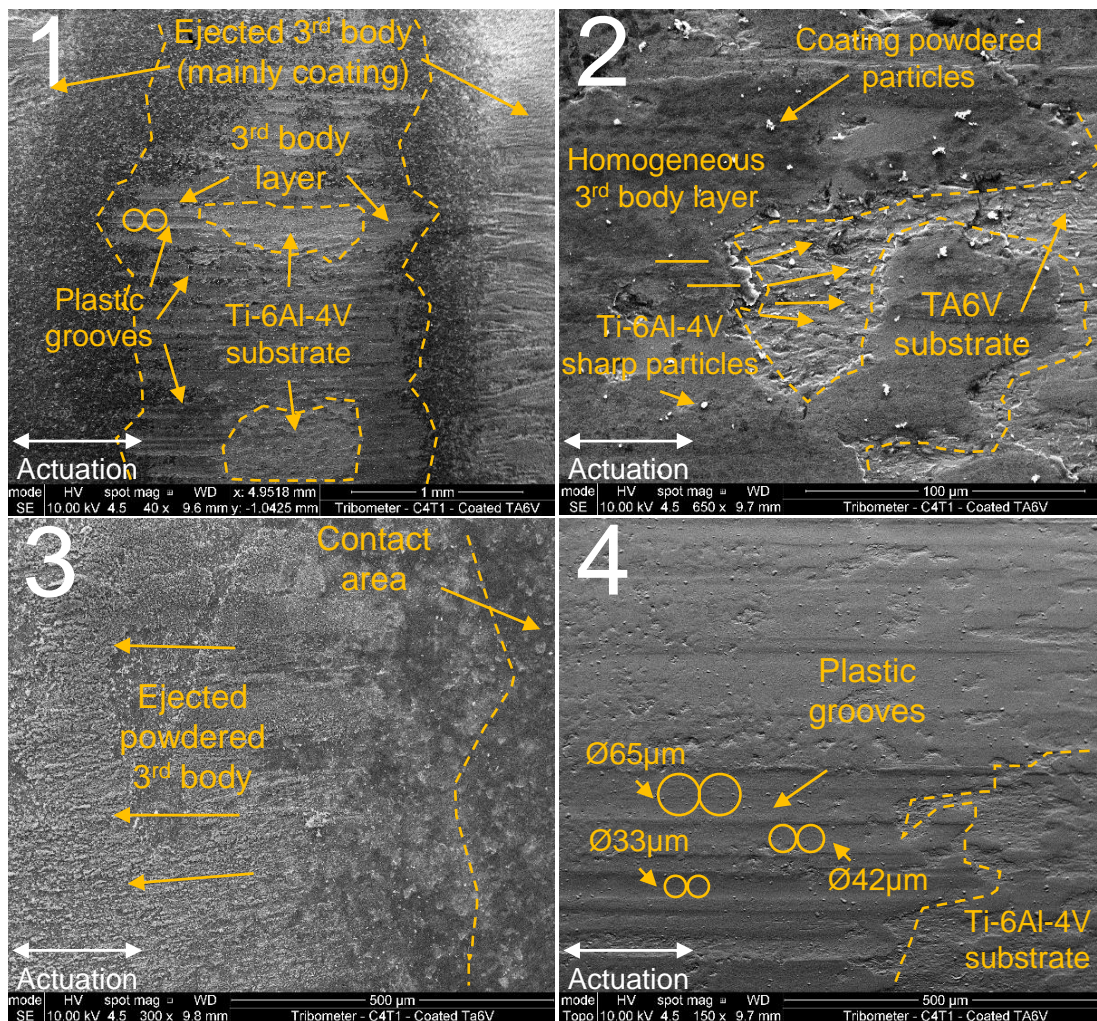 1
Ejected 3rd body
(mainly coating)
3rd body
layer
Plastic
grooves
Ti-6Al-4V
substrate
Actuation
mode HV spot mag WD x: 4.9518 mm 1 mm
SE 10.00 kV 4.5 40 x 9.6 mm y: -1.0425 mm Tribometer - C4T1 - Coated TA6V
2
Coating powdered
particles
Homogeneous
3rd body layer
Ti-6Al-4V
sharp particles
TA6V
substrate
Actuation
mode HV spot mag WD 100 µm
SE 10.00 kV 4.5 650 x 9.7 mm Tribometer - C4T1 - Coated TA6V
3
Contact
area
Ejected
powdered
3rd body
Actuation
mode HV spot mag WD 500 µm
SE 10.00 kV 4.5 300 x 9.8 mm Tribometer - C4T1 - Coated Ta6V
4
Plastic
grooves
Ø65µm
Ø33µm
Ø42µm
Ti-6Al-4V
substrate
Actuation
mode HV spot mag WD 500 µm
Topo 10.00 kV 4.5 150 x 9.7 mm Tribometer - C4T1 - Coated TA6V